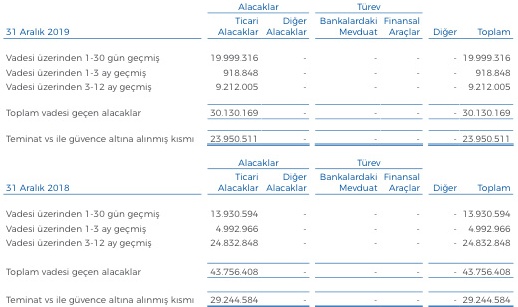 Alacaklar Türev
Ticari Diğer Bankalardaki Finansal
31 Aralık 2019 Alacaklar Alacaklar Mevduat Araçlar Diğer Toplam
Vadesi üzerinden 1-30 gün geçmiş 19.999.316 - - - - 19.999.316
Vadesi üzerinden 1-3 ay geçmiş 918.848 - - - - 918.848
Vadesi üzerinden 3-12 ay geçmiş 9.212.005 - - - - 9.212.005
Toplam vadesi geçen alacaklar 30.130.169 - - - - 30.130.169
Teminat vs ile güvence altına alınmış kısmı 23.950.511 - - - - 23.950.511
Alacaklar Türev
Ticari Diğer Bankalardaki Finansal
31 Aralık 2018 Alacaklar Alacaklar Mevduat Araçlar Diğer Toplam
Vadesi üzerinden 1-30 gün geçmiş 13.930.594 - - - - 13.930.594
Vadesi üzerinden 1-3 ay geçmiş 4.992.966 - - - - 4.992.966
Vadesi üzerinden 3-12 ay geçmiş 24.832.848 - - - - 24.832.848
Toplam vadesi geçen alacaklar 43.756.408 - - - - 43.756.408
Teminat vs ile güvence altına alınmış kısmı 29.244.584 - - - - 29.244.584